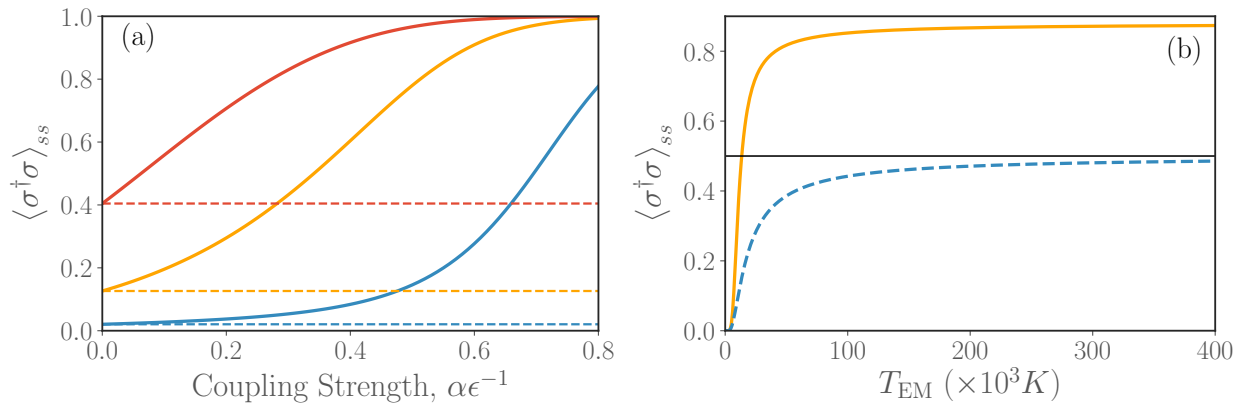 (a)
⟨σ†σ⟩ss
1.0
0.8
0.6
0.4
0.2
0.0
0.0 0.2 0.4 0.6 0.8
Coupling Strength, αϵ⁻¹
(b)
⟨σ†σ⟩ss
0.8
0.6
0.4
0.2
0.0
0 100 200 300 400
T_EM (×10³K)